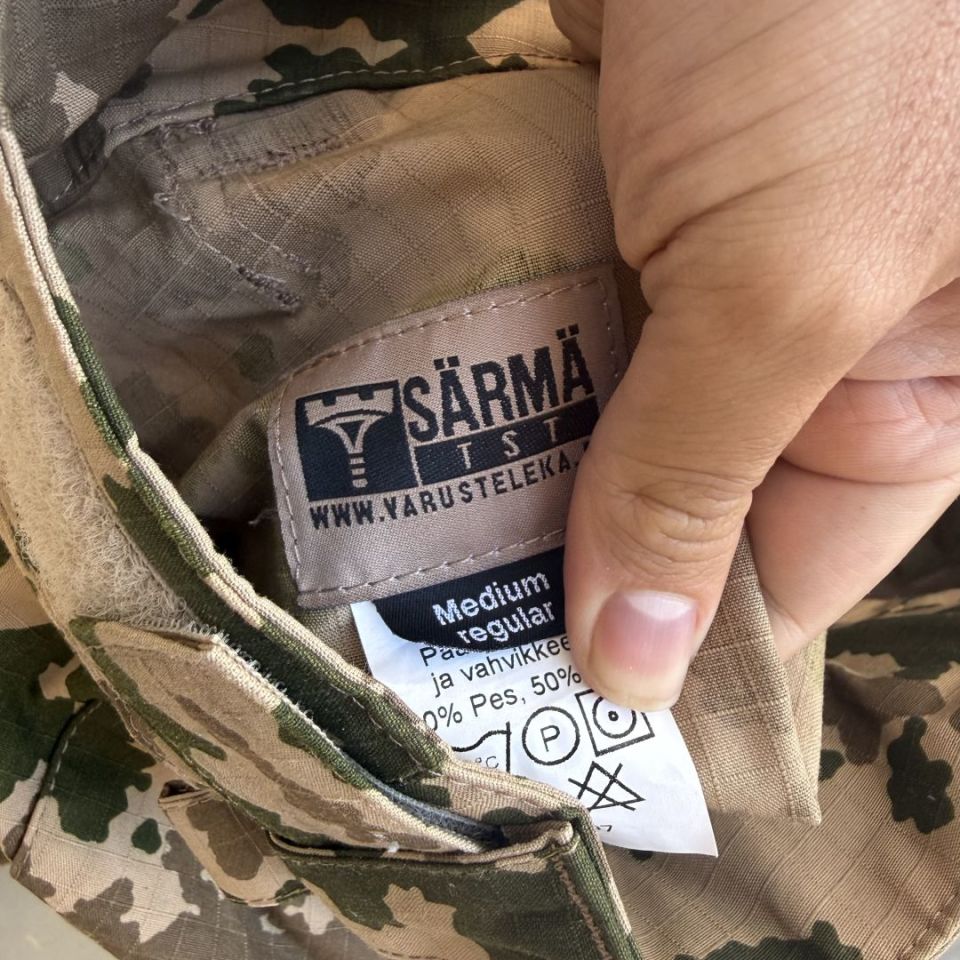 SÄRMÄ
TST
WWW.VARUSTELEKA.
Medium
regular
ja vahvikkee
0% Pes, 50%
°C P